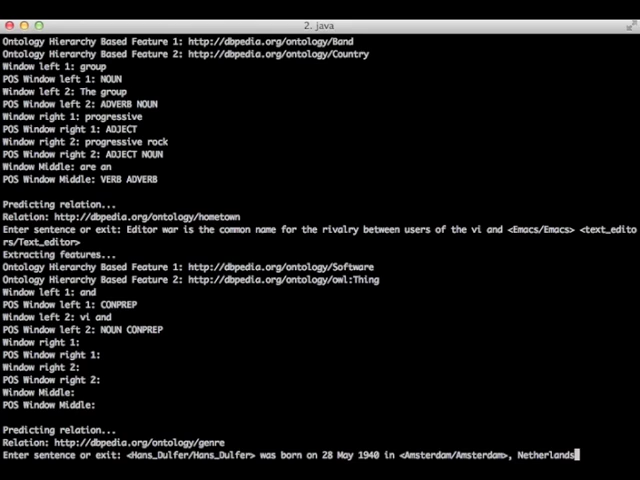 2. java
Ontology Hierarchy Based Feature 1: http://dbpedia.org/ontology/Band
Ontology Hierarchy Based Feature 2: http://dbpedia.org/ontology/Country
Window left 1: group
POS Window left 1: NOUN
Window left 2: The group
POS Window left 2: ADVERB NOUN
Window right 1: progressive
POS Window right 1: ADJECT
Window right 2: progressive rock
POS Window right 2: ADJECT NOUN
Window Middle: are an
POS Window Middle: VERB ADVERB
Predicting relation...
Relation: http://dbpedia.org/ontology/hometown
Enter sentence or exit: Editor war is the common name for the rivalry between users of the vi and <Emacs/Emacs> <text_edito
rs/Text_editor>
Extracting features...
Ontology Hierarchy Based Feature 1: http://dbpedia.org/ontology/Software
Ontology Hierarchy Based Feature 2: http://dbpedia.org/ontology/owl:Thing
Window left 1: and
POS Window left 1: CONPREP
Window left 2: vi and
POS Window left 2: NOUN CONPREP
Window right 1:
POS Window right 1:
Window right 2:
POS Window right 2:
Window Middle:
POS Window Middle:
Predicting relation...
Relation: http://dbpedia.org/ontology/genre
Enter sentence or exit: <Hans_Dulfer/Hans_Dulfer> was born on 28 May 1940 in <Amsterdam/Amsterdam>, Netherlands